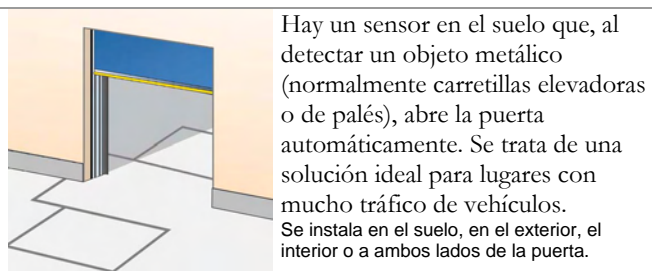 Hay un sensor en el suelo que, al
detectar un objeto metálico
(normalmente carretillas elevadoras
o de palés), abre la puerta
automáticamente. Se trata de una
solución ideal para lugares con
mucho tráfico de vehículos.
Se instala en el suelo, en el exterior, el
interior o a ambos lados de la puerta.